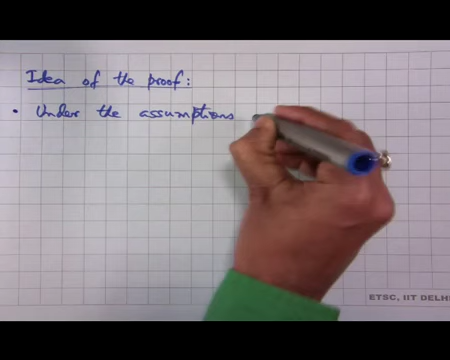 Idea of the proof:
• Under the assumptions
ETSC, IIT DELHI